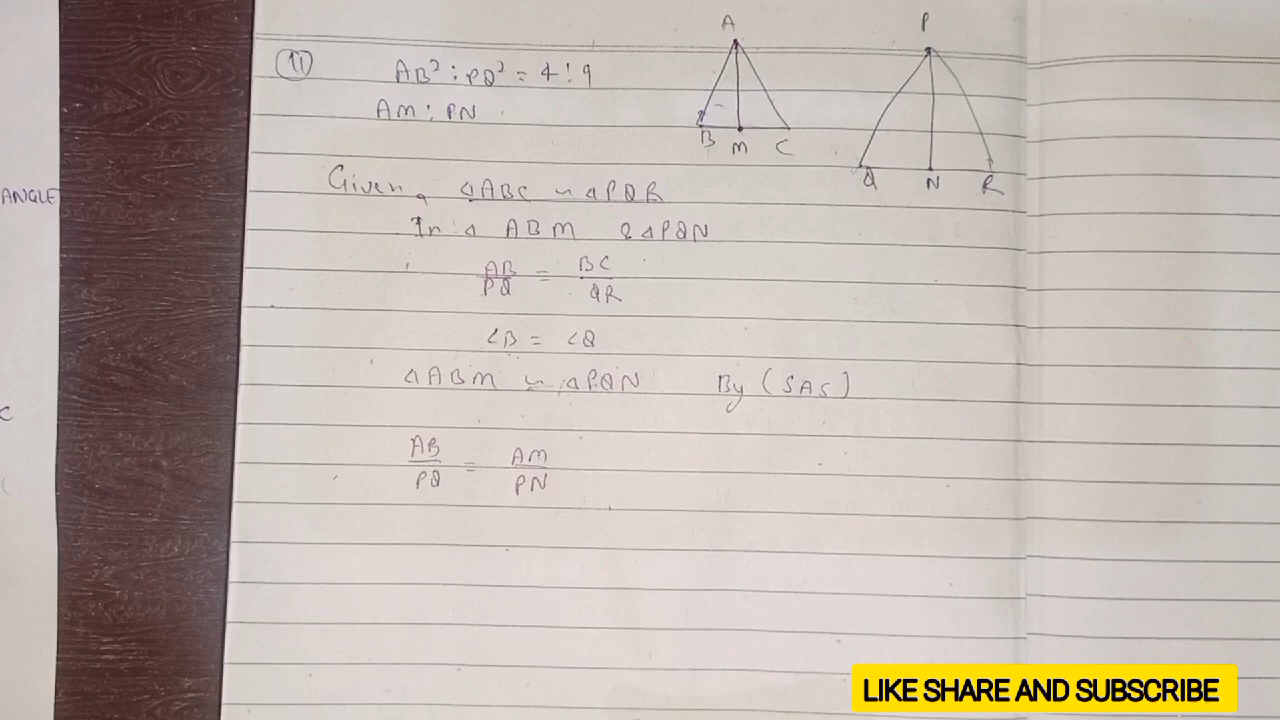 ANGLE
C
11 AB² : PQ² = 4 : 9
AM : PN
A
B M C
P
Q N R
Given, △ABC ∽ △PQR
In △ ABM & △PQN
AB/PQ = BC/QR
∠B = ∠Q
△ABM ∽ △PQN By (SAS)
AB/PQ = AM/PN
LIKE SHARE AND SUBSCRIBE